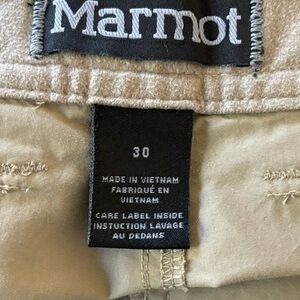 Marmot
30
MADE IN VIETNAM
FABRIQUÉ EN
VIETNAM
CARE LABEL INSIDE
INSTUCTION LAVAGE
AU DEDANS